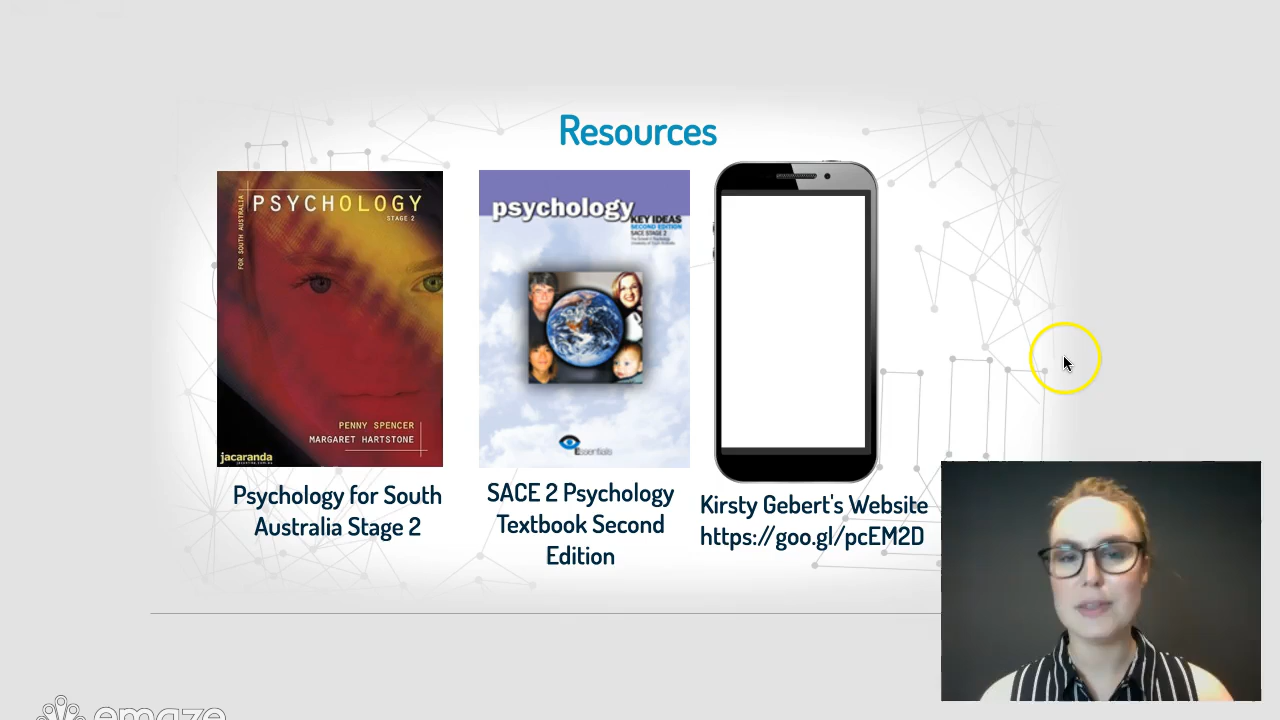 Resources
FOR SOUTH AUSTRALIA
PSYCHOLOGY
STAGE 2
PENNY SPENCER
MARGARET HARTSTONE
jacaranda
psychology
KEY IDEAS
SECOND EDITION
SACE STAGE 2
Essentials
Psychology for South
Australia Stage 2
SACE 2 Psychology
Textbook Second
Edition
Kirsty Gebert's Website
https://goo.gl/pcEM2D
emaze